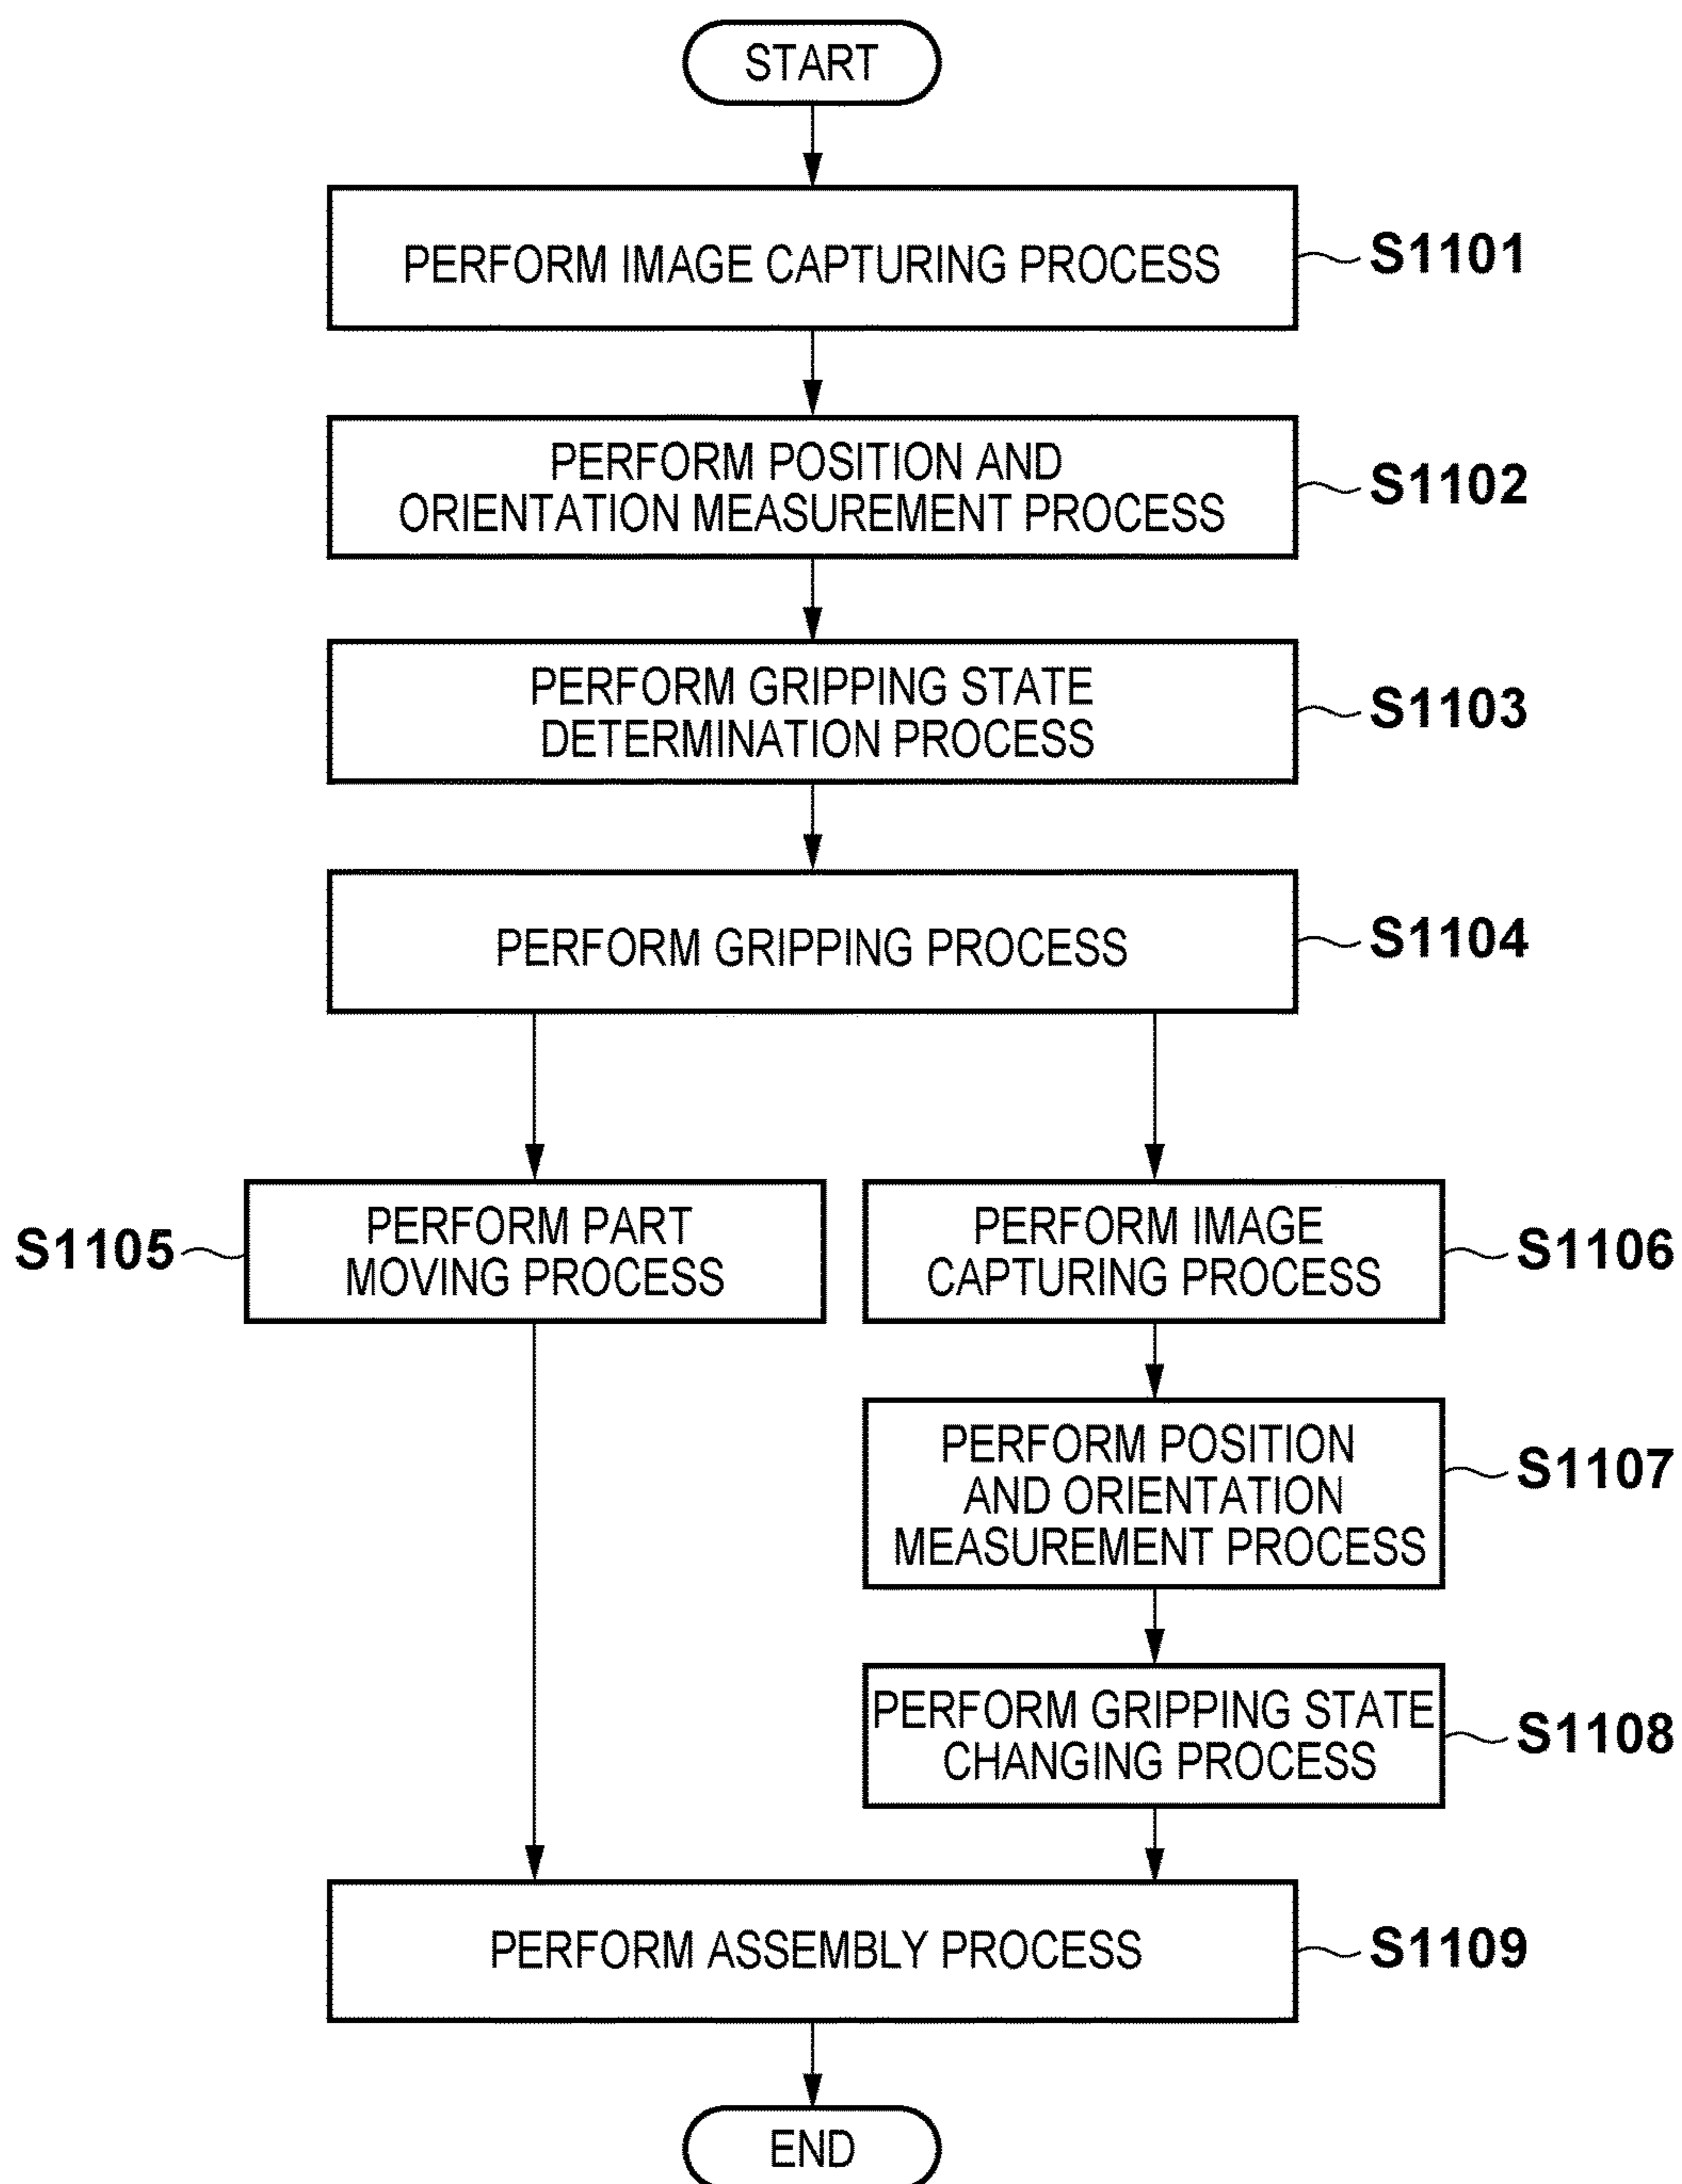 START
PERFORM IMAGE CAPTURING PROCESS
S1101
PERFORM POSITION AND
ORIENTATION MEASUREMENT PROCESS
S1102
PERFORM GRIPPING STATE
DETERMINATION PROCESS
S1103
PERFORM GRIPPING PROCESS
S1104
S1105
PERFORM PART
MOVING PROCESS
PERFORM IMAGE
CAPTURING PROCESS
S1106
PERFORM POSITION
AND ORIENTATION
MEASUREMENT PROCESS
S1107
PERFORM GRIPPING STATE
CHANGING PROCESS
S1108
PERFORM ASSEMBLY PROCESS
S1109
END